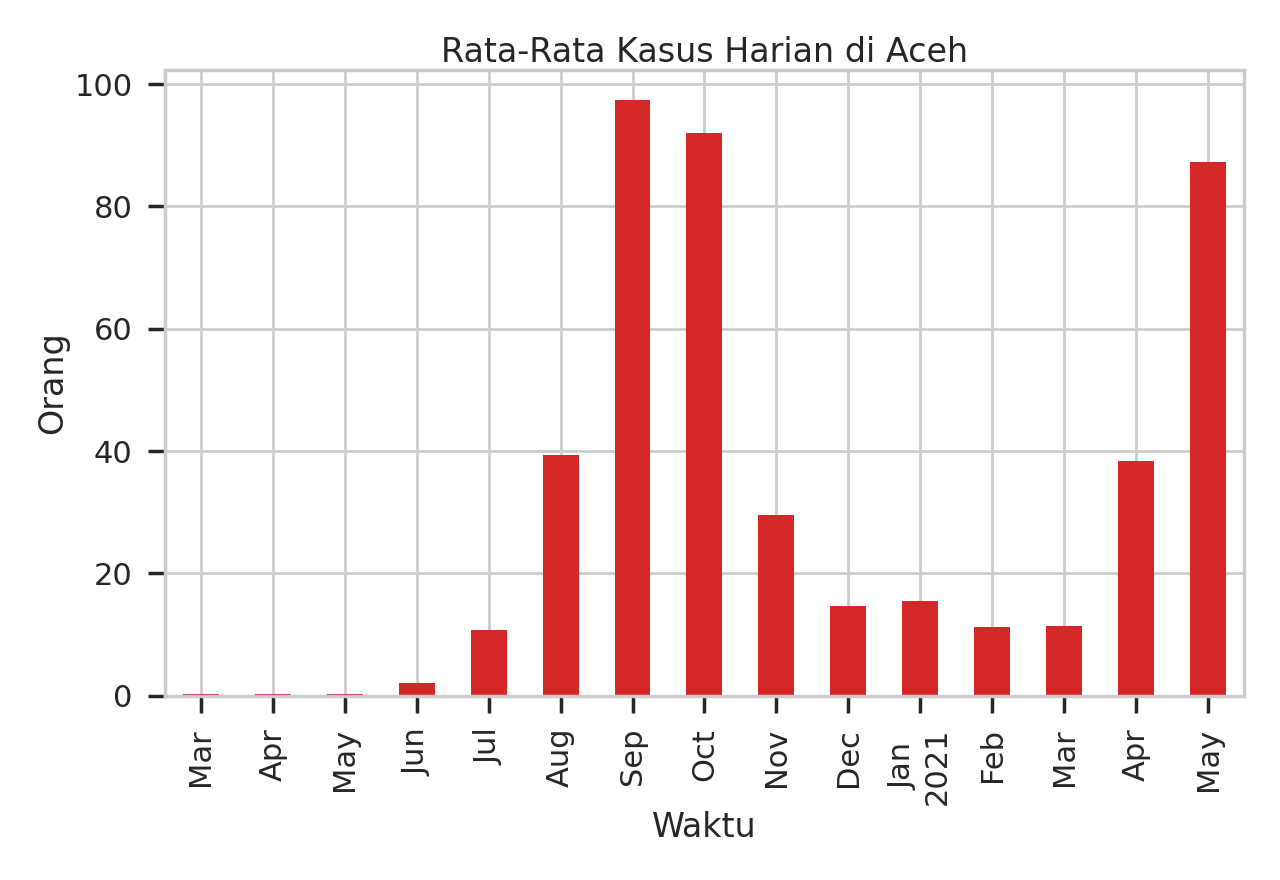 Rata-Rata Kasus Harian di Aceh
100
80
60
40
20
0
Orang
Mar
Apr
May
Jun
Jul
Aug
Sep
Oct
Nov
Dec
Jan
2021
Feb
Mar
Apr
May
Waktu